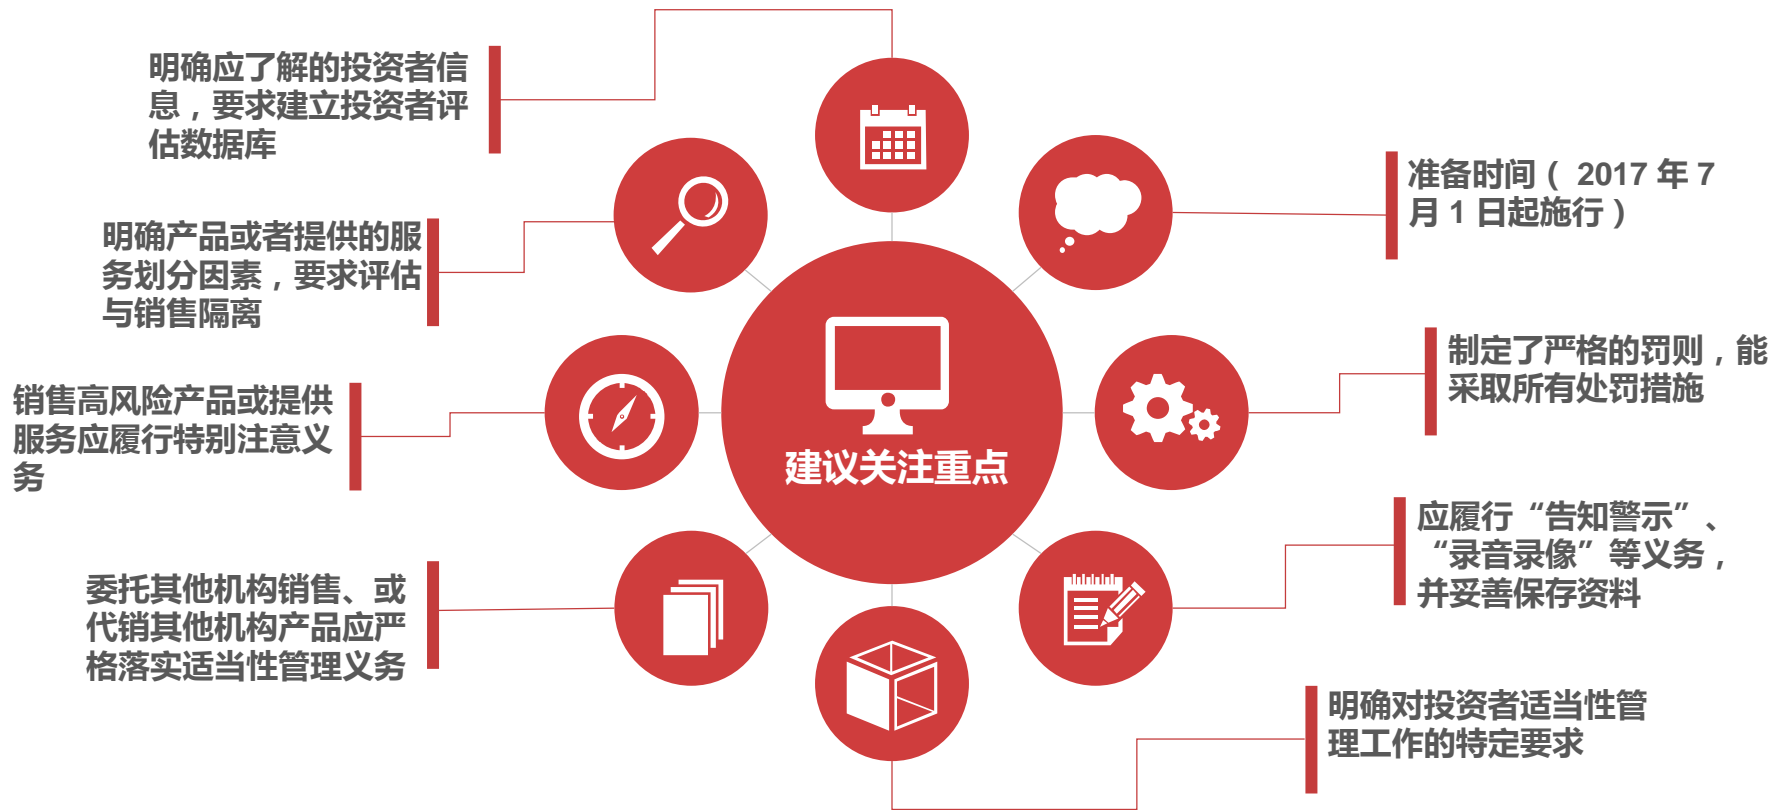 明确应了解的投资者信
息，要求建立投资者评
估数据库
明确产品或者提供的服
务划分因素，要求评估
与销售隔离
销售高风险产品或提供
服务应履行特别注意义
务
委托其他机构销售、或
代销其他机构产品应严
格落实适当性管理义务
建议关注重点
准备时间（ 2017 年 7
月 1 日起施行）
制定了严格的罚则，能
采取所有处罚措施
应履行“告知警示”、
“录音录像”等义务，
并妥善保存资料
明确对投资者适当性管
理工作的特定要求